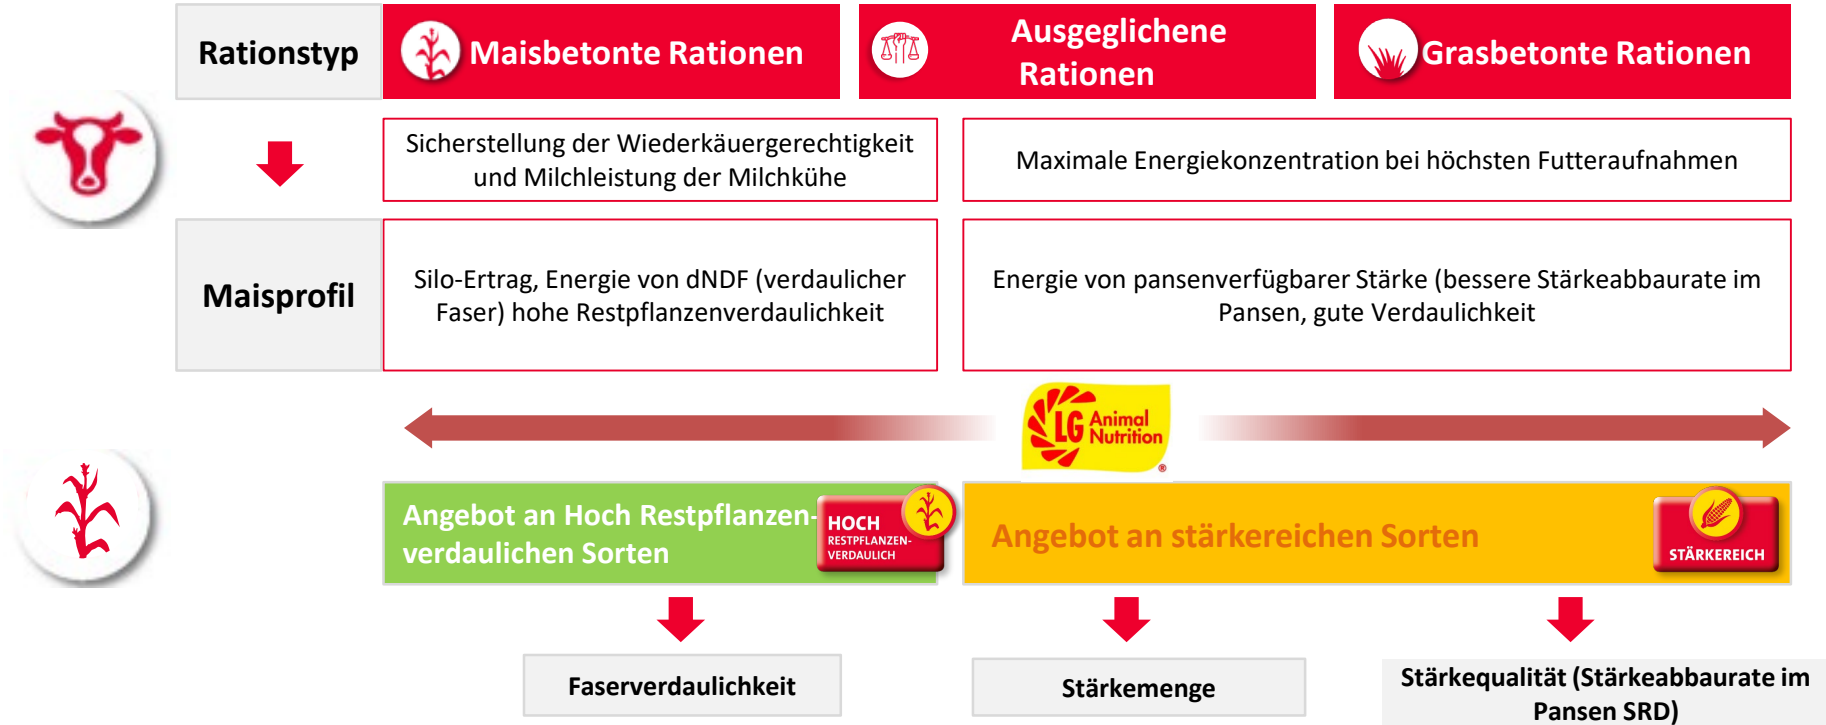 Rationstyp
Maisbetonte Rationen
Ausgeglichene
Rationen
Grasbetonte Rationen
Sicherstellung der Wiederkäuergerechtigkeit
und Milchleistung der Milchkühe
Maximale Energiekonzentration bei höchsten Futteraufnahmen
Maisprofil
Silo-Ertrag, Energie von dNDF (verdaulicher
Faser) hohe Restpflanzenverdaulichkeit
Energie von pansenverfügbarer Stärke (bessere Stärkeabbaurate im
Pansen, gute Verdaulichkeit
LG Animal
Nutrition
®
Angebot an Hoch Restpflanzen-
verdaulichen Sorten
HOCH
RESTPFLANZEN-
VERDAULICH
Angebot an stärkereichen Sorten
STÄRKEREICH
Faserverdaulichkeit
Stärkemenge
Stärkequalität (Stärkeabbaurate im
Pansen SRD)